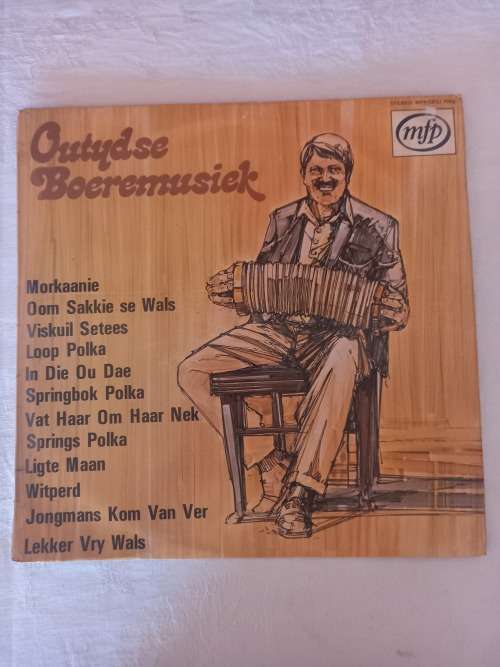 Outydse
Boeremusiek
mfp
Morkaanie
Oom Sakkie se Wals
Viskuil Setees
Loop Polka
In Die Ou Dae
Springbok Polka
Vat Haar Om Haar Nek
Springs Polka
Ligte Maan
Witperd
Jongmans Kom Van Ver
Lekker Vry Wals